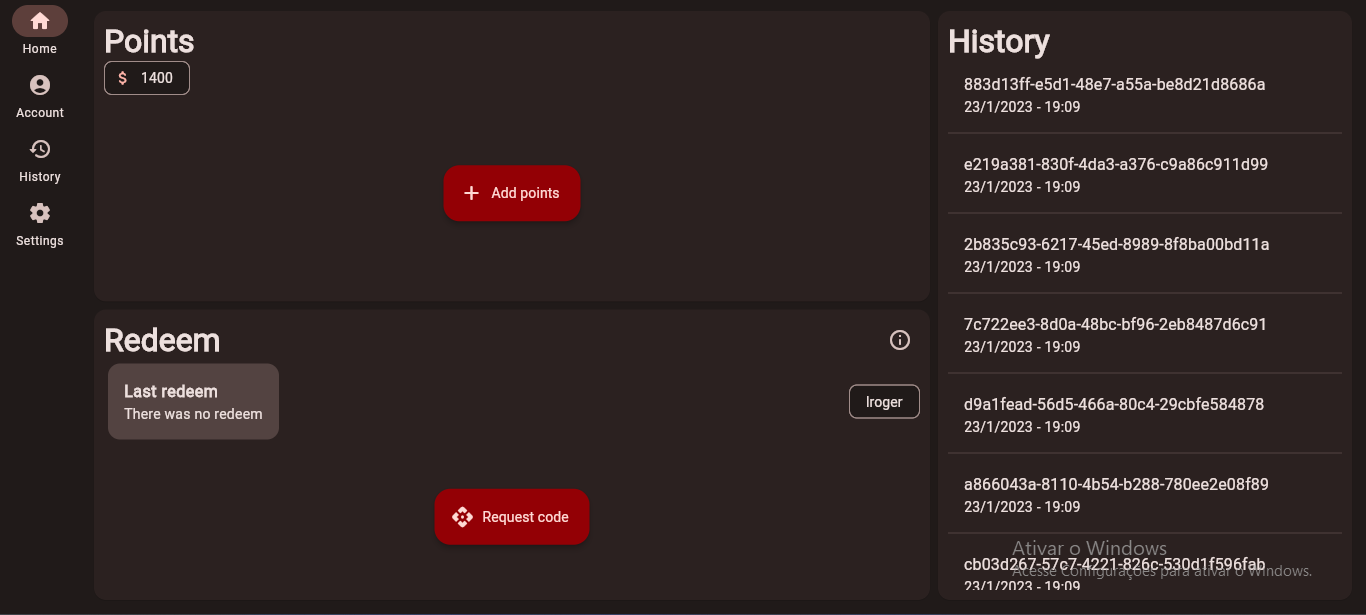 Home
Account
History
Settings
Points
$ 1400
Add points
Redeem
Last redeem
There was no redeem
lroger
Request code
History
883d13ff-e5d1-48e7-a55a-be8d21d8686a
23/1/2023 - 19:09
e219a381-830f-4da3-a376-c9a86c911d99
23/1/2023 - 19:09
2b835c93-6217-45ed-8989-8f8ba00bd11a
23/1/2023 - 19:09
7c722ee3-8d0a-48bc-bf96-2eb8487d6c91
23/1/2023 - 19:09
d9a1fead-56d5-466a-80c4-29cbfe584878
23/1/2023 - 19:09
a866043a-8110-4b54-b288-780ee2e08f89
23/1/2023 - 19:09
cb03d267-57c7-4221-826c-530d1f596fab
23/1/2023 - 19:09
Ativar o Windows
Acesse Configurações para ativar o Windows.